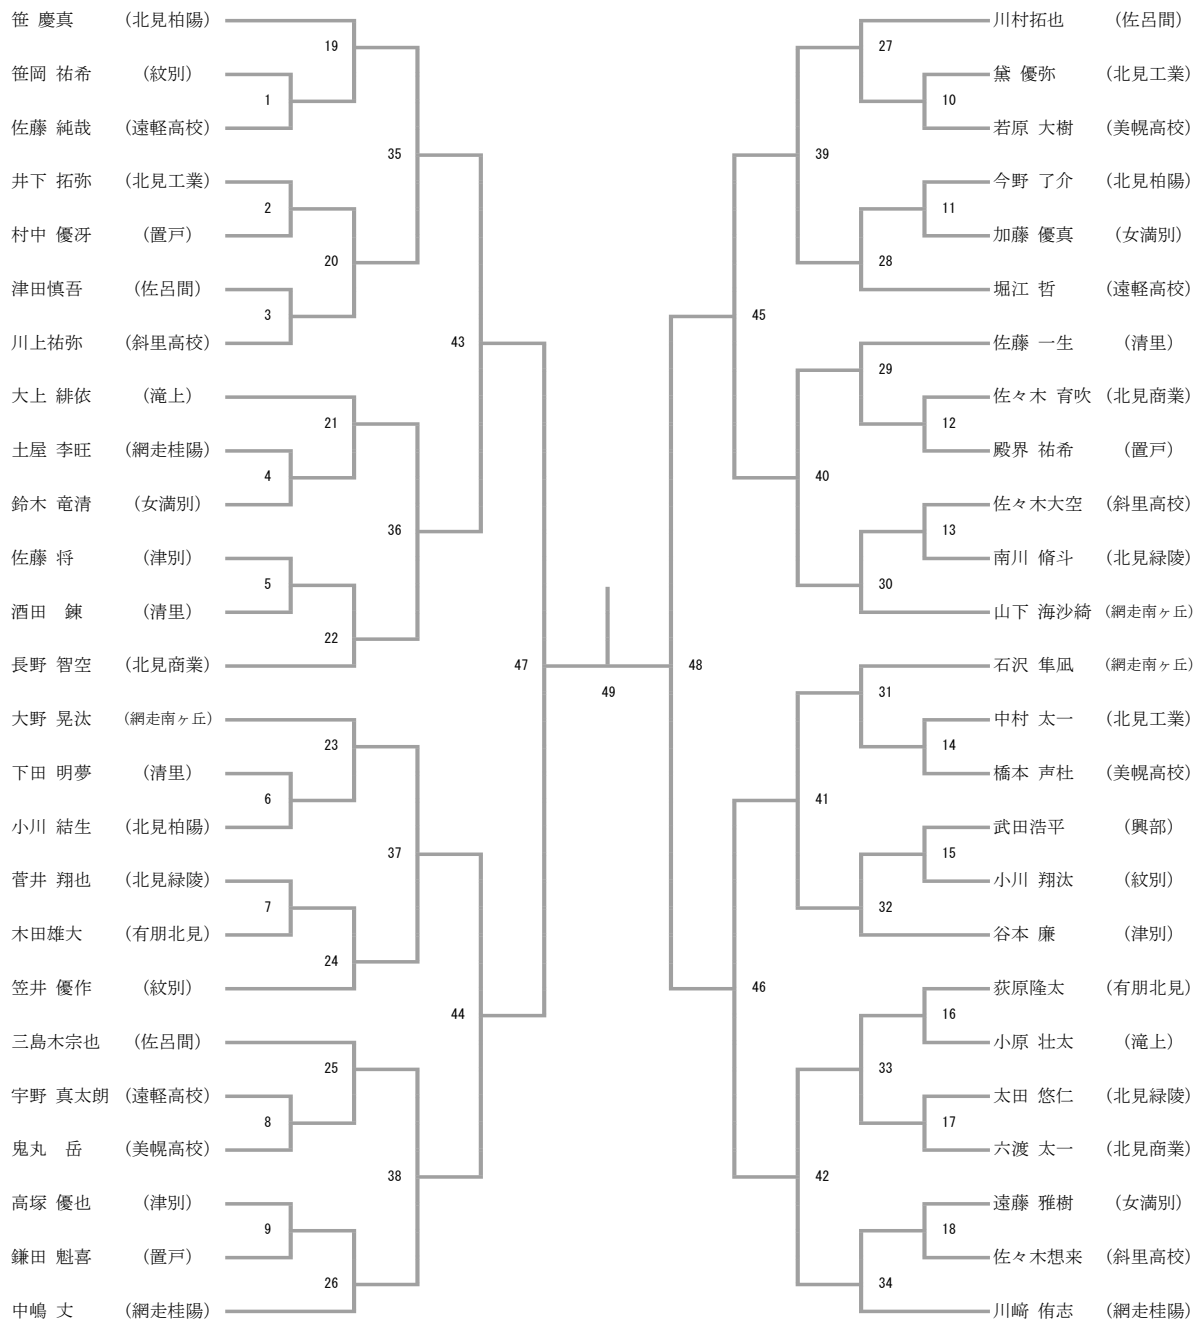 笹 慶真 (北見柏陽)
19
笹岡 祐希 (紋別)
1
佐藤 純哉 (遠軽高校)
35
井下 拓弥 (北見工業)
2
村中 優冴 (置戸)
20
津田慎吾 (佐呂間)
3
川上祐弥 (斜里高校)
43
大上 緋依 (滝上)
21
土屋 李旺 (網走桂陽)
4
鈴木 竜清 (女満別)
36
佐藤 将 (津別)
5
酒田 錬 (清里)
22
長野 智空 (北見商業)
47
大野 晃汰 (網走南ヶ丘)
23
下田 明夢 (清里)
6
小川 結生 (北見柏陽)
37
菅井 翔也 (北見緑陵)
7
木田雄大 (有朋北見)
24
笠井 優作 (紋別)
44
三島木宗也 (佐呂間)
25
宇野 真太朗 (遠軽高校)
8
鬼丸 岳 (美幌高校)
38
高塚 優也 (津別)
9
鎌田 魁喜 (置戸)
26
中嶋 丈 (網走桂陽)
49
川村拓也 (佐呂間)
27
黛 優弥 (北見工業)
10
若原 大樹 (美幌高校)
39
今野 了介 (北見柏陽)
11
加藤 優真 (女満別)
28
堀江 哲 (遠軽高校)
45
佐藤 一生 (清里)
29
佐々木 育吹 (北見商業)
12
殿界 祐希 (置戸)
40
佐々木大空 (斜里高校)
13
南川 脩斗 (北見緑陵)
30
山下 海沙綺 (網走南ヶ丘)
48
石沢 隼凪 (網走南ヶ丘)
31
中村 太一 (北見工業)
14
橋本 声杜 (美幌高校)
41
武田浩平 (興部)
15
小川 翔汰 (紋別)
32
谷本 廉 (津別)
46
荻原隆太 (有朋北見)
16
小原 壮太 (滝上)
33
太田 悠仁 (北見緑陵)
17
六渡 太一 (北見商業)
42
遠藤 雅樹 (女満別)
18
佐々木想来 (斜里高校)
34
川﨑 侑志 (網走桂陽)